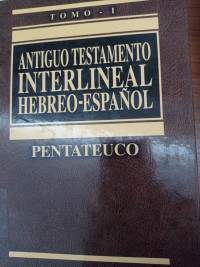 TOMO - I
ANTIGUO TESTAMENTO
INTERLINEAL
HEBREO-ESPAÑOL
PENTATEUCO